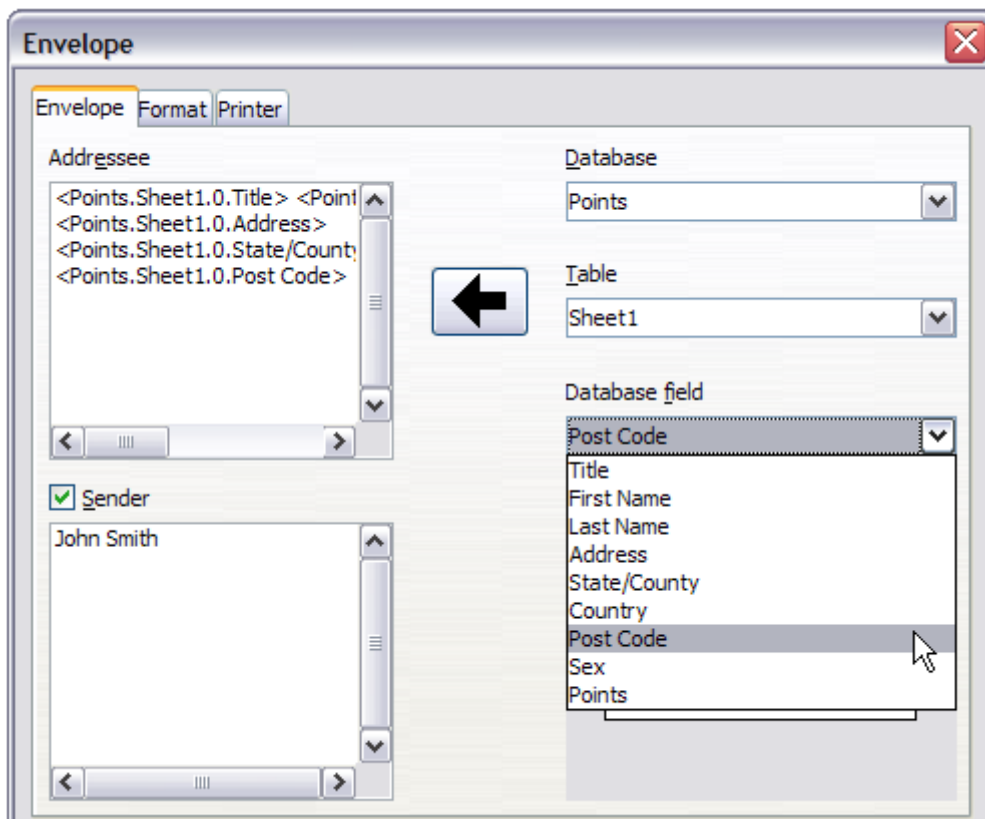 Envelope
Envelope Format Printer
Addressee
<Points.Sheet1.0.Title>
<Points.Sheet1.0.Address>
<Points.Sheet1.0.State/County
<Points.Sheet1.0.Post Code>
Sender
John Smith
Database
Points
Table
Sheet1
Database field
Post Code
Title
First Name
Last Name
Address
State/County
Country
Post Code
Sex
Points